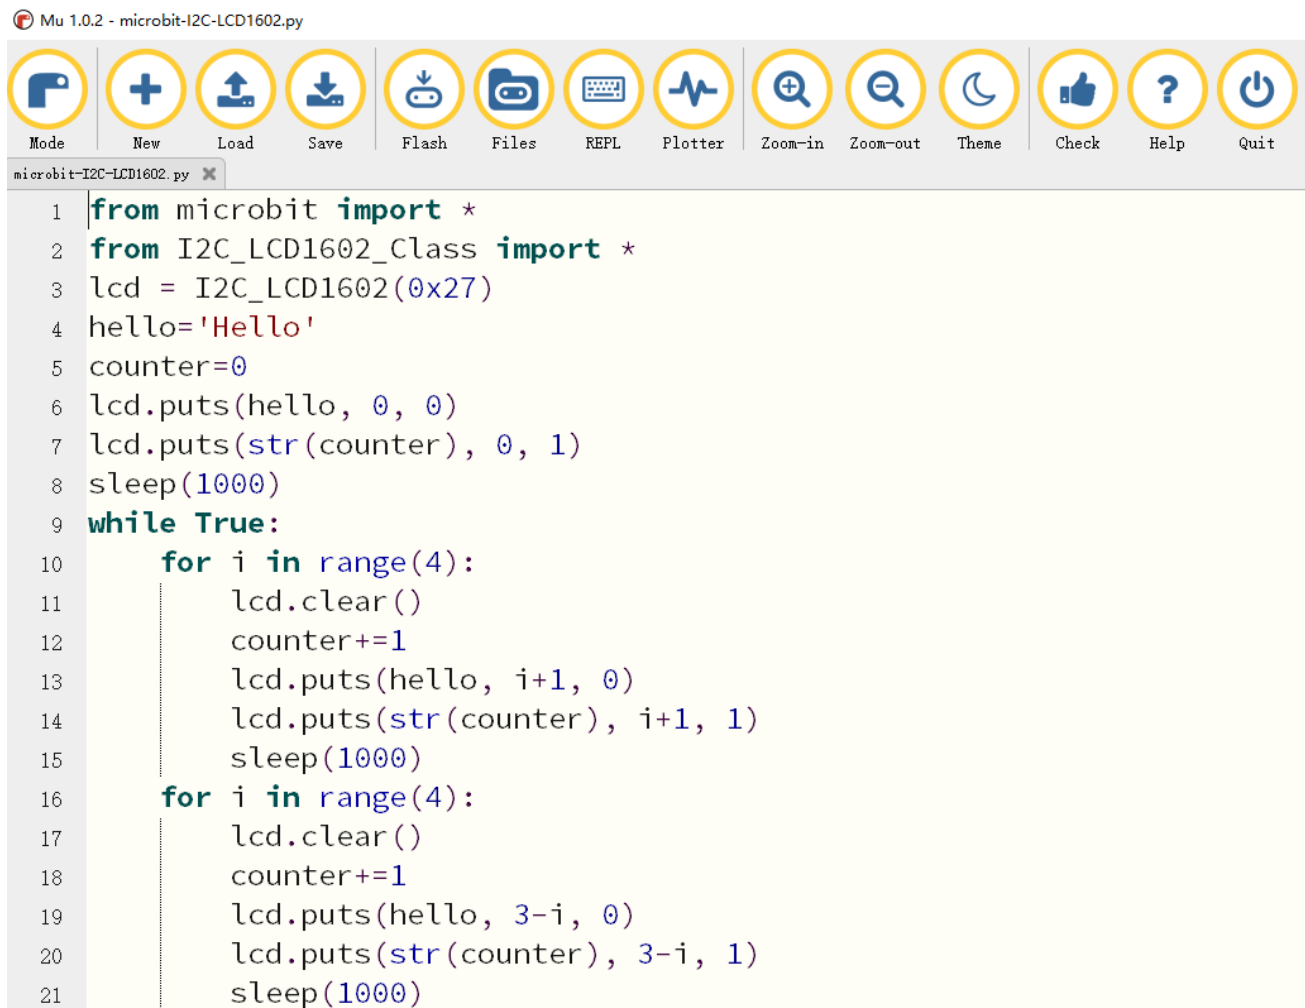 Mu 1.0.2 - microbit-I2C-LCD1602.py
Mode New Load Save Flash Files REPL Plotter Zoom-in Zoom-out Theme Check Help Quit
microbit-I2C-LCD1602.py
1 from microbit import *
2 from I2C_LCD1602_Class import *
3 lcd = I2C_LCD1602(0x27)
4 hello='Hello'
5 counter=0
6 lcd.puts(hello, 0, 0)
7 lcd.puts(str(counter), 0, 1)
8 sleep(1000)
9 while True:
10     for i in range(4):
11         lcd.clear()
12         counter+=1
13         lcd.puts(hello, i+1, 0)
14         lcd.puts(str(counter), i+1, 1)
15         sleep(1000)
16     for i in range(4):
17         lcd.clear()
18         counter+=1
19         lcd.puts(hello, 3-i, 0)
20         lcd.puts(str(counter), 3-i, 1)
21         sleep(1000)